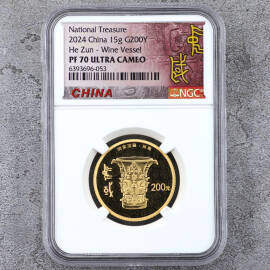 National Treasure
2024 China 15g G200Y
He Zun - Wine Vessel
PF 70 ULTRA CAMEO
6393696-053
CHINA
NGC
200元